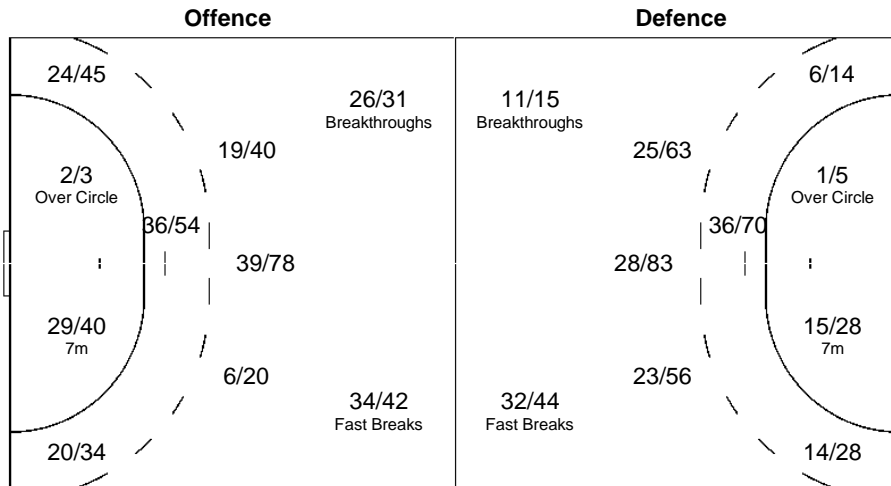 Offence
Defence
24/45
6/14
26/31
Breakthroughs
11/15
Breakthroughs
19/40
25/63
2/3
Over Circle
1/5
Over Circle
36/54
36/70
39/78
28/83
29/40
7m
15/28
7m
6/20
23/56
34/42
Fast Breaks
32/44
Fast Breaks
20/34
14/28